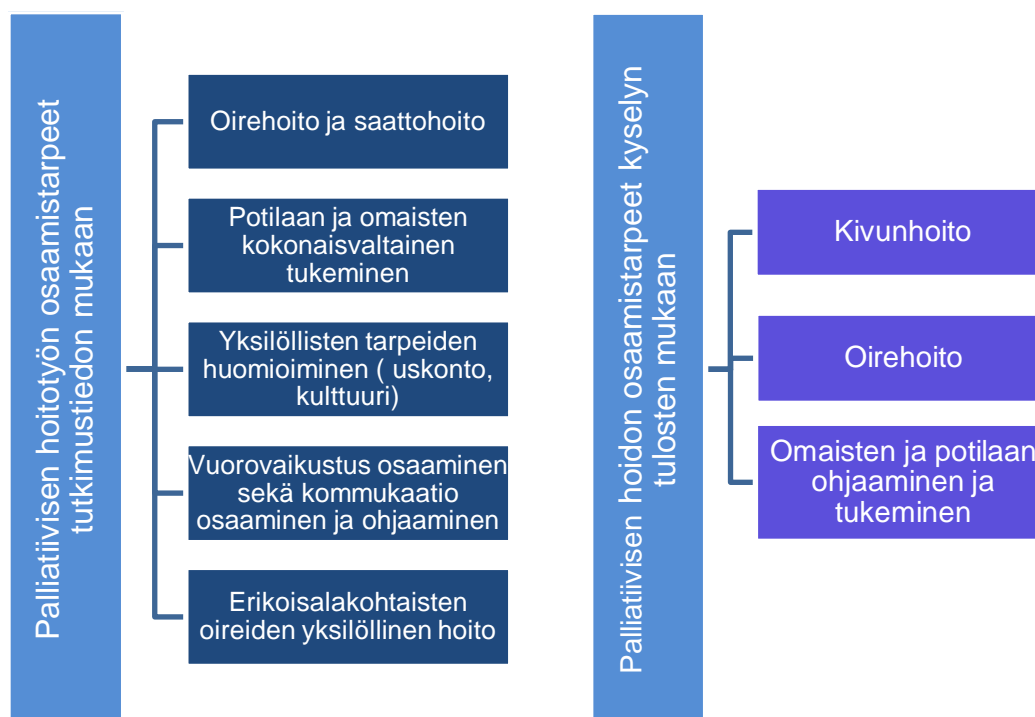 Palliatiivisen hoitotyön osaamistarpeet
tutkimustiedon mukaan
Oirehoito ja saattohoito
Potilaan ja omaisten
kokonaisvaltainen
tukeminen
Yksilöllisten tarpeiden
huomioiminen ( uskonto,
kulttuuri)
Vuorovaikustus osaaminen
sekä kommukaatio
osaaminen ja ohjaaminen
Erikoisalakohtaisten
oireiden yksilöllinen hoito
Palliatiivisen hoidon osaamistarpeet kyselyn
tulosten mukaan
Kivunhoito
Oirehoito
Omaisten ja potilaan
ohjaaminen ja
tukeminen